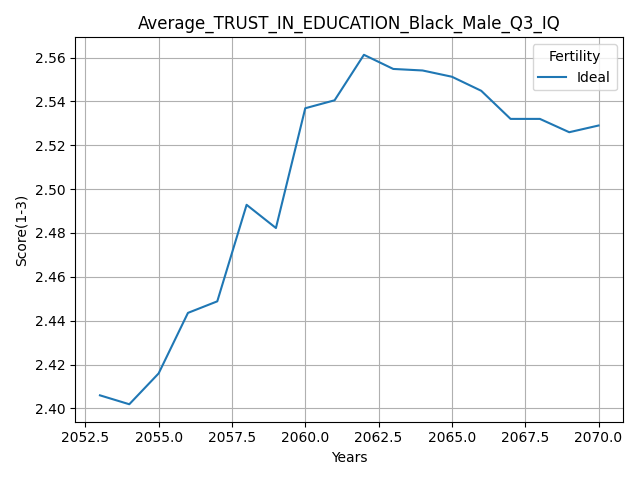 Average_TRUST_IN_EDUCATION_Black_Male_Q3_IQ
Fertility
Ideal
Score(1-3)
2.56
2.54
2.52
2.50
2.48
2.46
2.44
2.42
2.40
2052.5 2055.0 2057.5 2060.0 2062.5 2065.0 2067.5 2070.0
Years